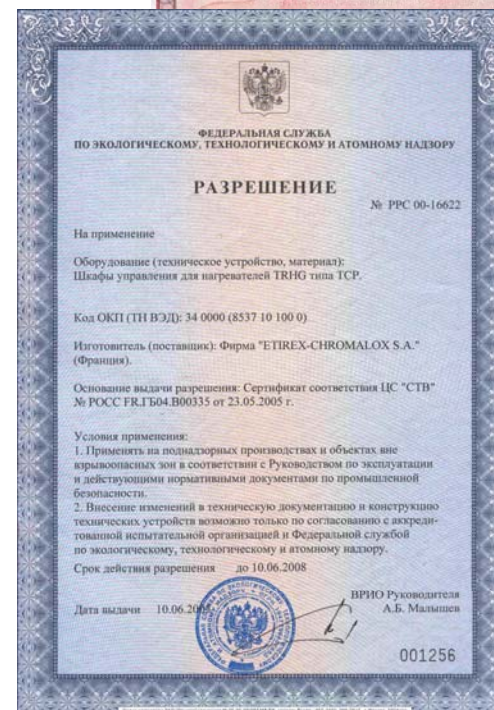 ФЕДЕРАЛЬНАЯ СЛУЖБА
ПО ЭКОЛОГИЧЕСКОМУ, ТЕХНОЛОГИЧЕСКОМУ И АТОМНОМУ НАДЗОРУ
РАЗРЕШЕНИЕ
№ РРС 00-16622
На применение
Оборудование (техническое устройство, материал):
Шкафы управления для нагревателей TRHG типа TCP.
Код ОКП (ТН ВЭД): 34 0000 (8537 10 100 0)
Изготовитель (поставщик): Фирма "ETIREX-CHROMALOX S.A."
(Франция).
Основание выдачи разрешения: Сертификат соответствия ЦС "СТВ"
№ РОСС FR.ГБ04.В00335 от 23.05.2005 г.
Условия применения:
1. Применять на поднадзорных производствах и объектах вне
взрывоопасных зон в соответствии с Руководством по эксплуатации
и действующими нормативными документами по промышленной
безопасности.
2. Внесение изменений в техническую документацию и конструкцию
технических устройств возможно только по согласованию с аккреди-
тованной испытательной организацией и Федеральной службой
по экологическому, технологическому и атомному надзору.
Срок действия разрешения до 10.06.2008
ВРИО Руководителя
Дата выдачи 10.06. А.Б. Малышев
001256